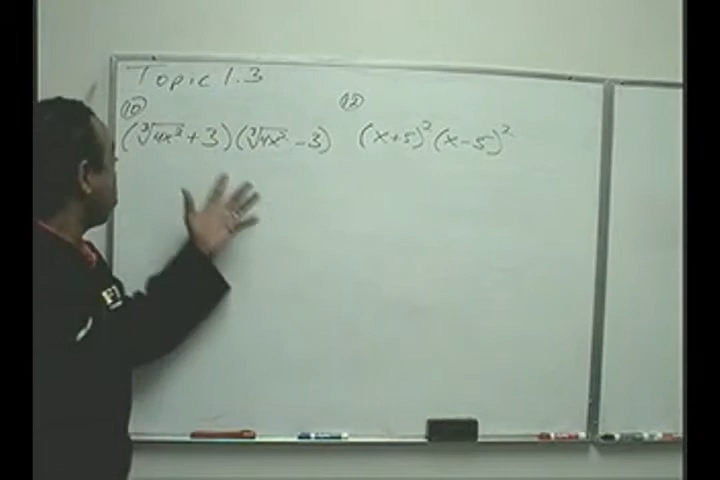 Topic 1.3
⑩ ⑫
(∛4x² + 3)(∛4x² - 3) (x+5)²(x-5)²